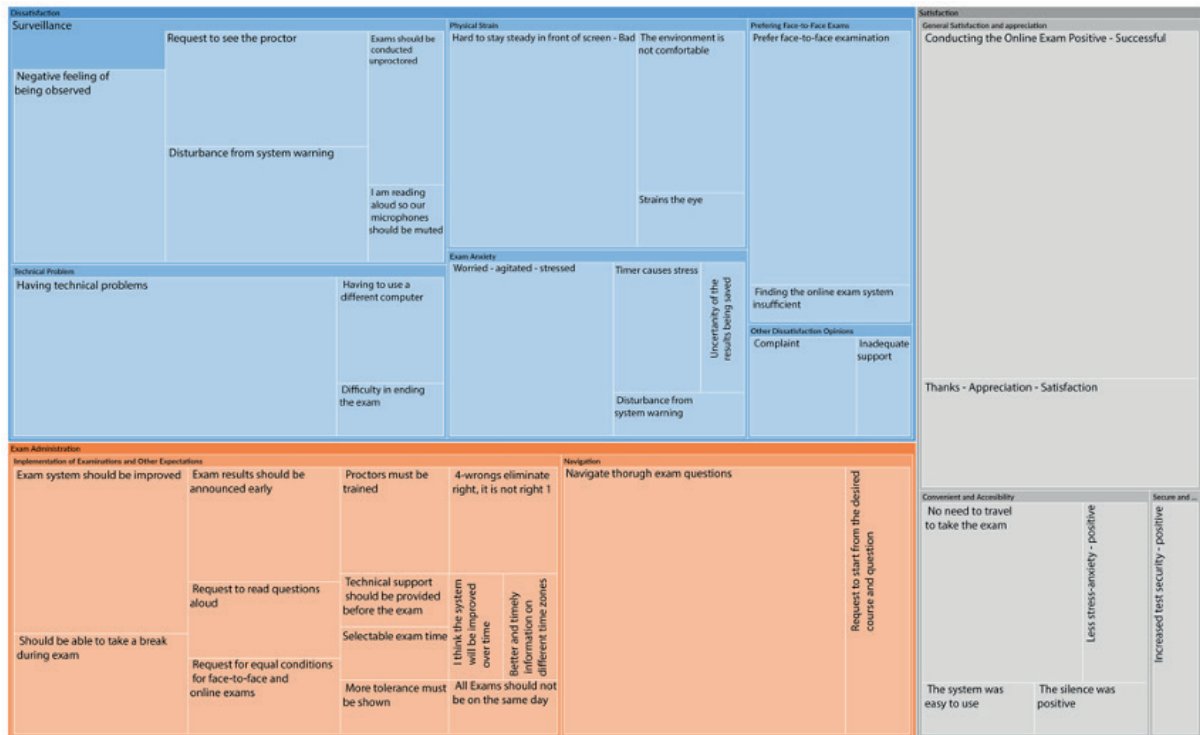 Dissatisfaction
Surveillance
Negative feeling of
being observed
Request to see the proctor
Disturbance from system warning
Exams should be
conducted
unproctored
I am reading
aloud so our
microphones
should be muted
Technical Problem
Having technical problems
Having to use a
different computer
Difficulty in ending
the exam
Physical Strain
Hard to stay steady in front of screen - Bad
The environment is
not comfortable
Strains the eye
Exam Anxiety
Worried - agitated - stressed
Timer causes stress
Uncertanity of the
results being saved
Disturbance from
system warning
Prefering Face-to-Face Exams
Prefer face-to-face examination
Finding the online exam system
insufficient
Other Dissatisfaction Opinions
Complaint
Inadequate
support
Satisfaction
General Satisfaction and appreciation
Conducting the Online Exam Positive - Successful
Thanks - Appreciation - Satisfaction
Convenient and Accesibility
No need to travel
to take the exam
Less stress-anxiety - positive
The system was
easy to use
The silence was
positive
Secure and ...
Increased test security - positive
Exam Administration
Implementation of Examinations and Other Expectations
Exam system should be improved
Should be able to take a break
during exam
Exam results should be
announced early
Request to read questions
aloud
Request for equal conditions
for face-to-face and
online exams
Proctors must be
trained
Technical support
should be provided
before the exam
Selectable exam time
More tolerance must
be shown
4-wrongs eliminate
right, it is not right 1
I think the system
will be improved
over time
Better and timely
information on
different time zones
All Exams should not
be on the same day
Navigation
Navigate thorugh exam questions
Request to start from the desired
course and question